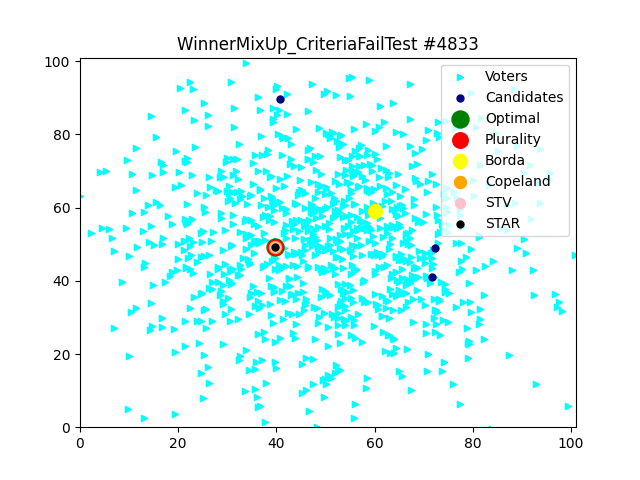 WinnerMixUp_CriteriaFailTest #4833
100
80
60
40
20
0
0
20
40
60
80
100
Voters
Candidates
Optimal
Plurality
Borda
Copeland
STV
STAR